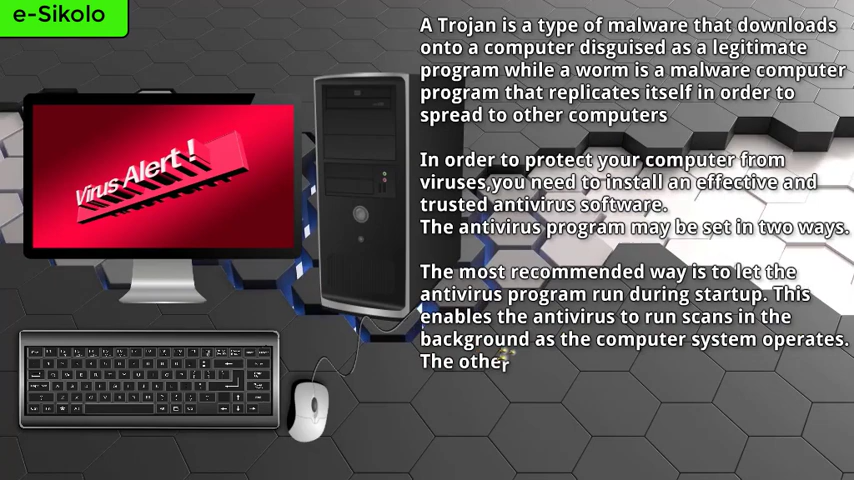 e-Sikolo
A Trojan is a type of malware that downloads
onto a computer disguised as a legitimate
program while a worm is a malware computer
program that replicates itself in order to
spread to other computers
In order to protect your computer from
viruses,you need to install an effective and
trusted antivirus software.
The antivirus program may be set in two ways.
The most recommended way is to let the
antivirus program run during startup. This
enables the antivirus to run scans in the
background as the computer system operates.
The other
Virus Alert !